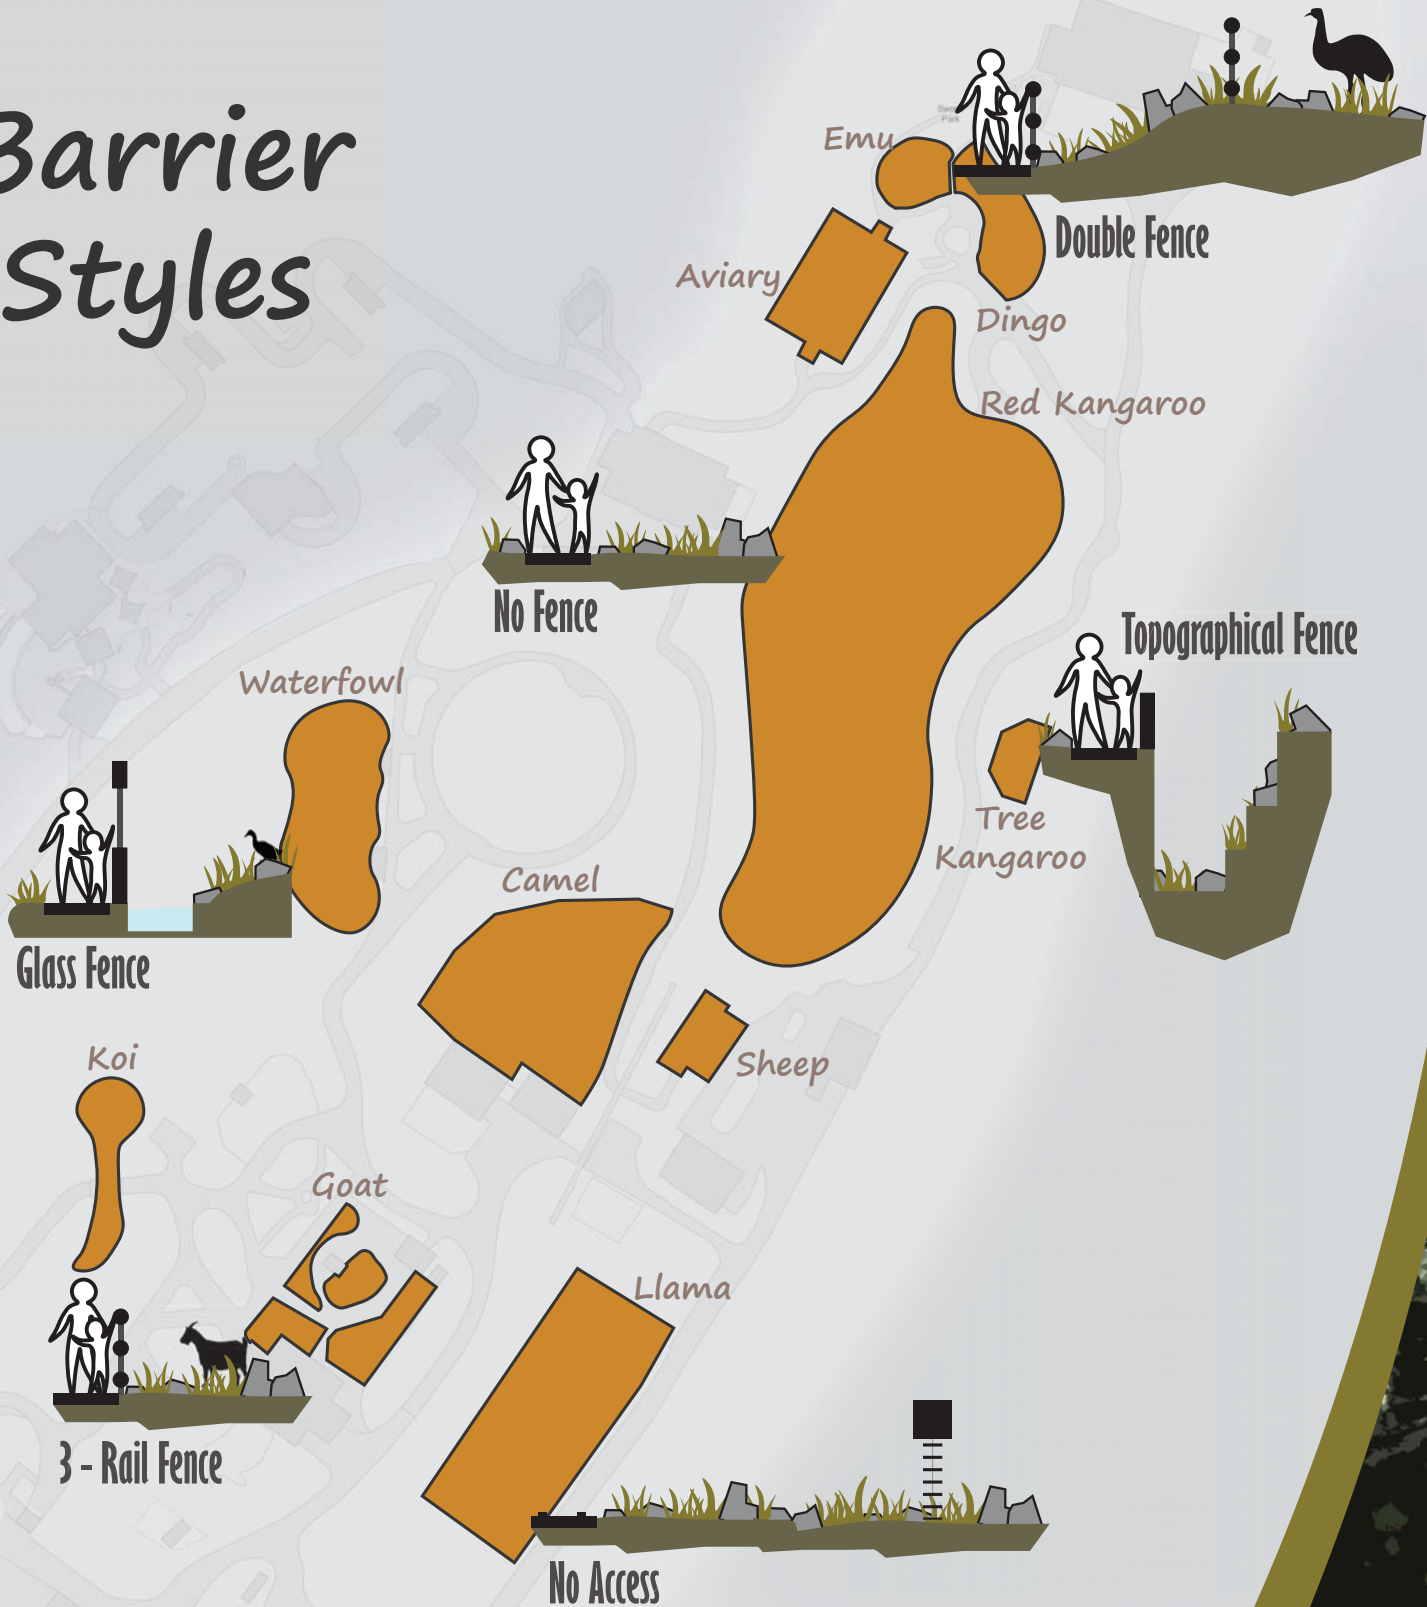 Barrier
Styles
Emu
Double Fence
Aviary
Dingo
Red Kangaroo
No Fence
Topographical Fence
Waterfowl
Tree
Kangaroo
Camel
Glass Fence
Koi
Sheep
Goat
Llama
3 - Rail Fence
No Access